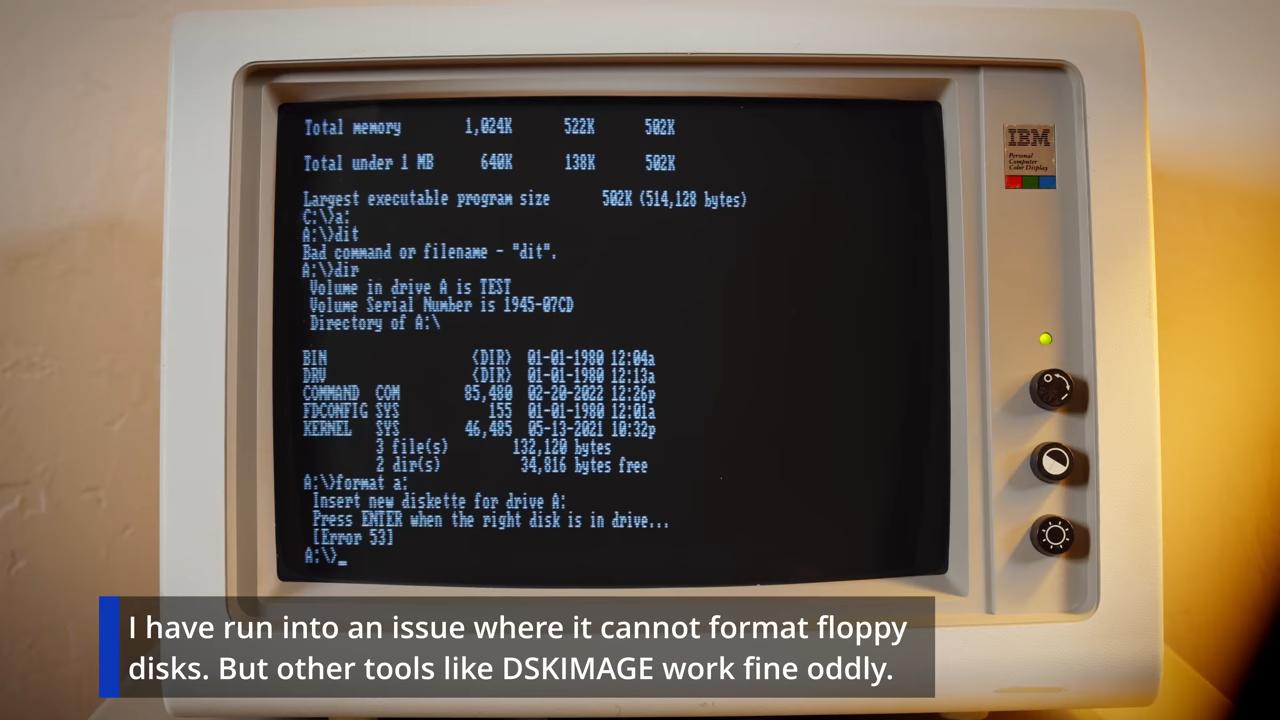 Total memory 1,024K 522K 502K
Total under 1 MB 640K 138K 502K
Largest executable program size 502K (514,128 bytes)
C:\>a:
A:\>dit
Bad command or filename - "dit".
A:\>dir
Volume in drive A is TEST
Volume Serial Number is 1945-07CD
Directory of A:\
BIN <DIR> 01-01-1980 12:04a
DRV <DIR> 01-01-1980 12:13a
COMMAND COM 85,480 02-20-2022 12:26p
FDCONFIG SYS 155 01-01-1980 12:01a
KERNEL SYS 46,485 05-13-2021 10:32p
3 file(s) 132,120 bytes
2 dir(s) 34,816 bytes free
A:\>format a:
Insert new diskette for drive A:
Press ENTER when the right disk is in drive...
[Error 53]
A:\>_
IBM
Personal
Computer
Color Display
I have run into an issue where it cannot format floppy
disks. But other tools like DSKIMAGE work fine oddly.